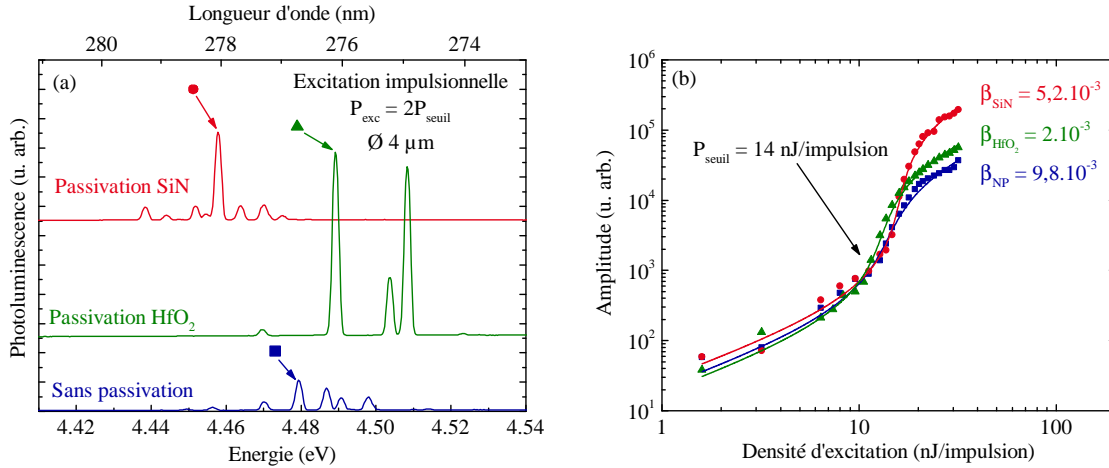 Longueur d'onde (nm)
280 278 276 274
(a)
Excitation impulsionnelle
P_exc = 2P_seuil
Ø 4 µm
Passivation SiN
Passivation HfO₂
Sans passivation
Photoluminescence (u. arb.)
4.42 4.44 4.46 4.48 4.50 4.52 4.54
Energie (eV)
(b)
β_SiN = 5,2.10⁻³
β_HfO₂ = 2.10⁻³
β_NP = 9,8.10⁻³
P_seuil = 14 nJ/impulsion
Amplitude (u. arb.)
10⁶
10⁵
10⁴
10³
10²
10¹
1 10 100
Densité d'excitation (nJ/impulsion)